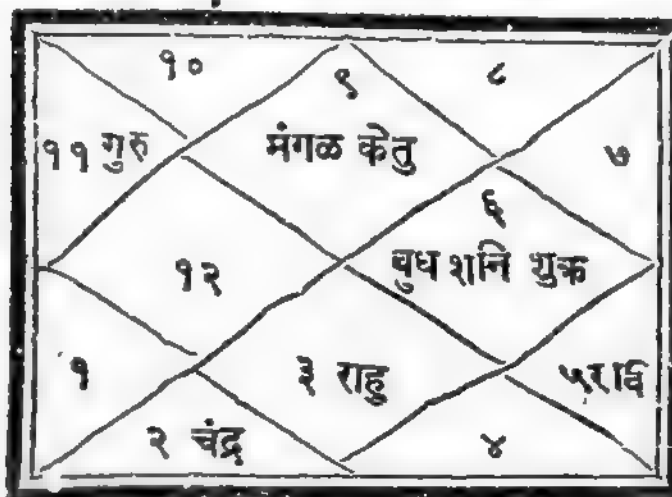 १० ९ ८
११ गुरु मंगळ केतु ७
६
१२ बुध शनि शुक्र
१ ३ राहु ५ रवि
२ चंद्र ४